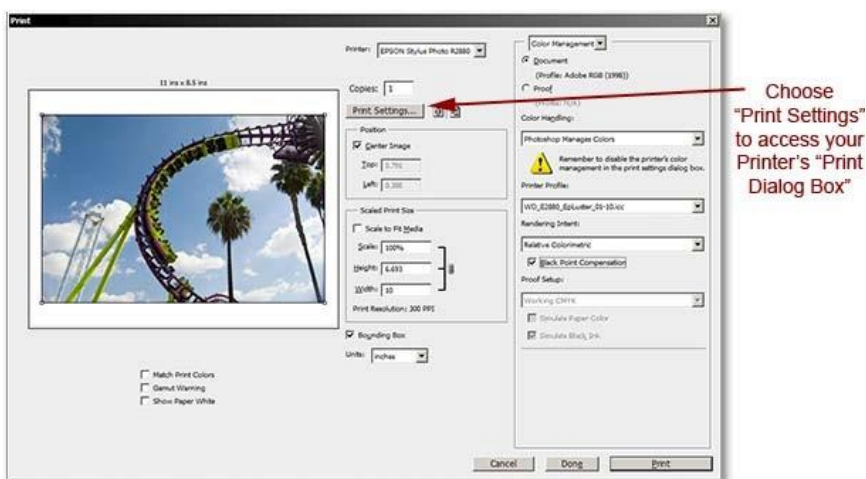 Print
Printer: EPSON Stylus Photo R2880
11 ins x 8.5 ins
Copies: 1
Print Settings...
Position
Center Image
Top: 0.791
Left:
Scaled Print Size
Scale to Fit Media
Scale: 100%
Height: 6.693
Width: 10
Print Resolution: 300 PPI
Bounding Box
Units: inches
Match Print Colors
Gamut Warning
Show Paper White
Color Management
Document
(Profile: Adobe RGB (1998))
Proof
(Profile: N/A)
Color Handling:
Photoshop Manages Colors
Remember to disable the printer's color
management in the print settings dialog box.
Printer Profile:
Rendering Intent:
Relative Colorimetric
Black Point Compensation
Proof Setup:
Working CMYK
Simulate Paper Color
Simulate Black Ink
Cancel
Done
Print
Choose
“Print Settings”
to access your
Printer’s “Print
Dialog Box”